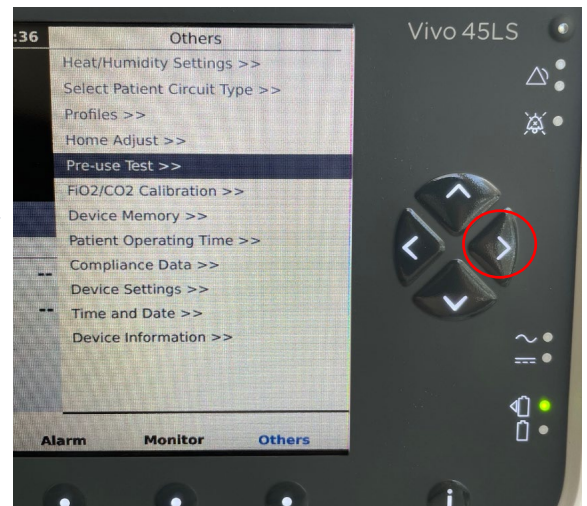 :36
Others
Vivo 45LS
Heat/Humidity Settings >>
Select Patient Circuit Type >>
Profiles >>
Home Adjust >>
Pre-use Test >>
FiO2/CO2 Calibration >>
Device Memory >>
Patient Operating Time >>
Compliance Data >>
--
Device Settings >>
--
Time and Date >>
Device Information >>
Alarm Monitor Others
i